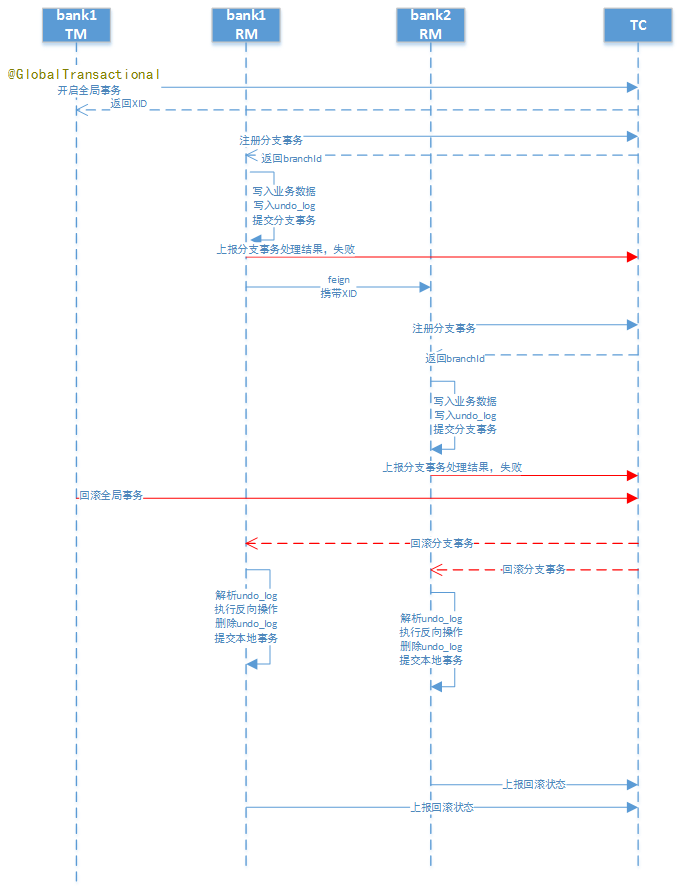 bank1
TM
bank1
RM
bank2
RM
TC
@GlobalTransactional
开启全局事务
返回XID
注册分支事务
返回branchId
写入业务数据
写入undo_log
提交分支事务
上报分支事务处理结果，失败
feign
携带XID
注册分支事务
返回branchId
写入业务数据
写入undo_log
提交分支事务
上报分支事务处理结果，失败
回滚全局事务
回滚分支事务
回滚分支事务
解析undo_log
执行反向操作
删除undo_log
提交本地事务
解析undo_log
执行反向操作
删除undo_log
提交本地事务
上报回滚状态
上报回滚状态